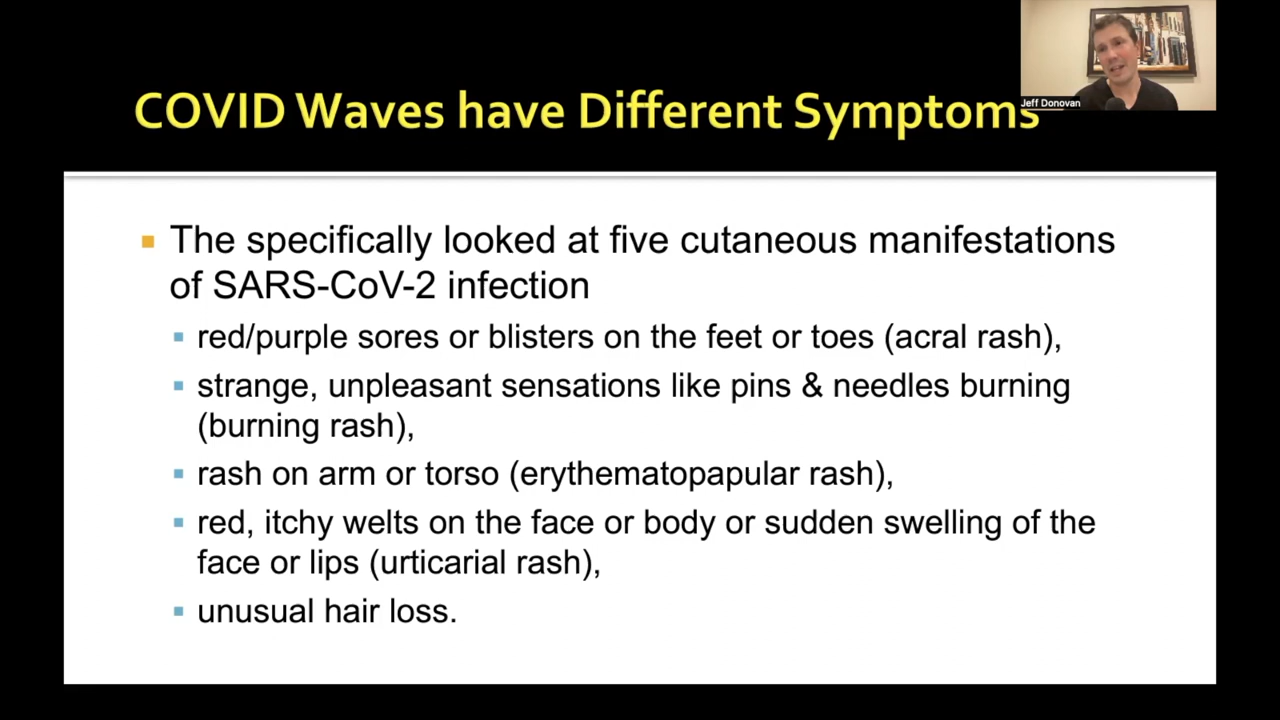 Jeff Donovan
COVID Waves have Different Symptoms
The specifically looked at five cutaneous manifestations
of SARS-CoV-2 infection
red/purple sores or blisters on the feet or toes (acral rash),
strange, unpleasant sensations like pins & needles burning
(burning rash),
rash on arm or torso (erythematopapular rash),
red, itchy welts on the face or body or sudden swelling of the
face or lips (urticarial rash),
unusual hair loss.